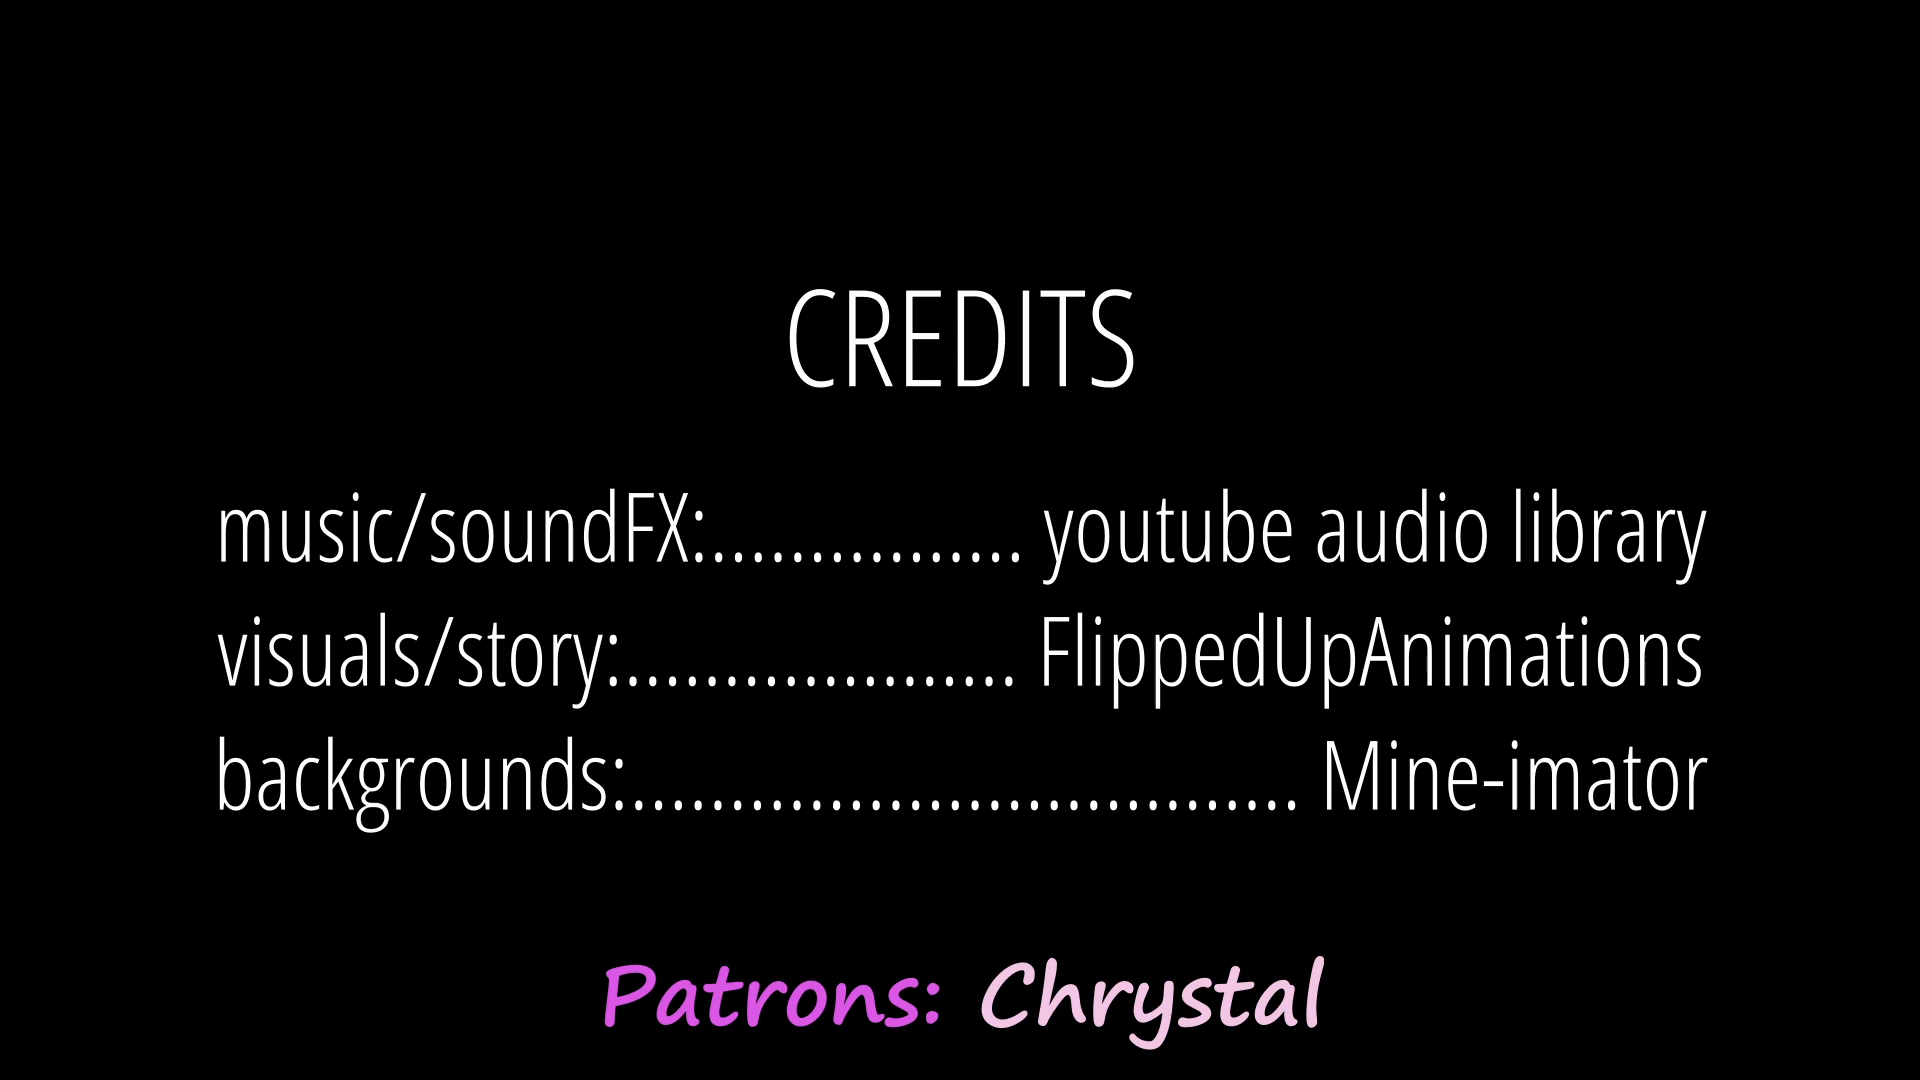 CREDITS
music/soundFX:................ youtube audio library
visuals/story:.................... FlippedUpAnimations
backgrounds:.................................. Mine-imator
Patrons: Chrystal